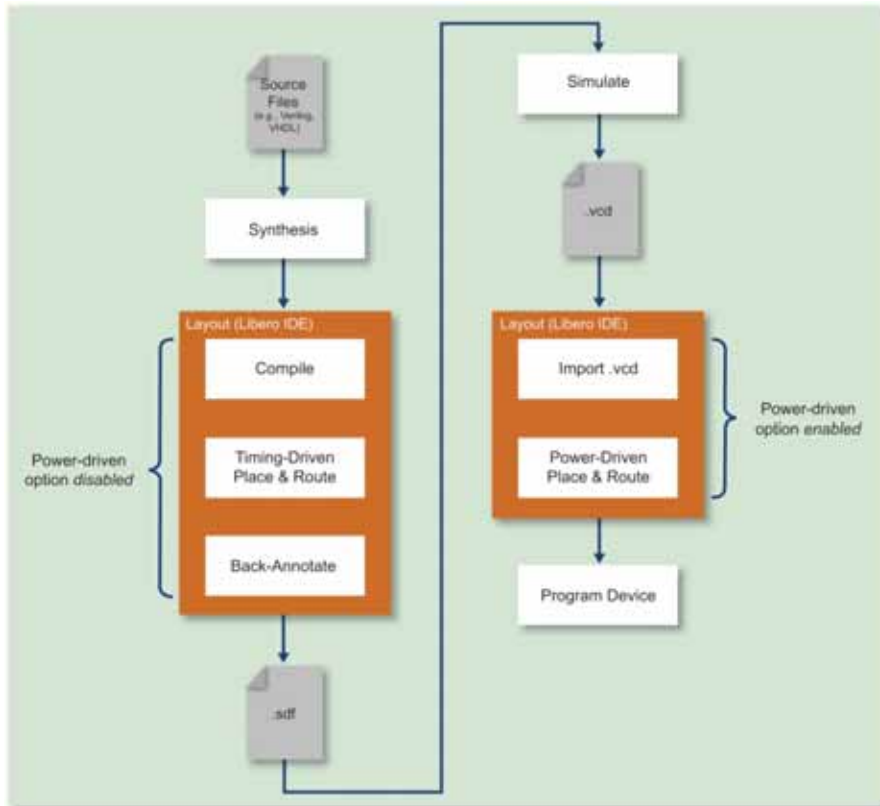 Source
Files
(e.g., Verilog,
VHDL)
Synthesis
Layout (Libero IDE)
Compile
Timing-Driven
Place & Route
Back-Annotate
Power-driven
option disabled
.sdf
Simulate
.vcd
Layout (Libero IDE)
Import .vcd
Power-Driven
Place & Route
Power-driven
option enabled
Program Device